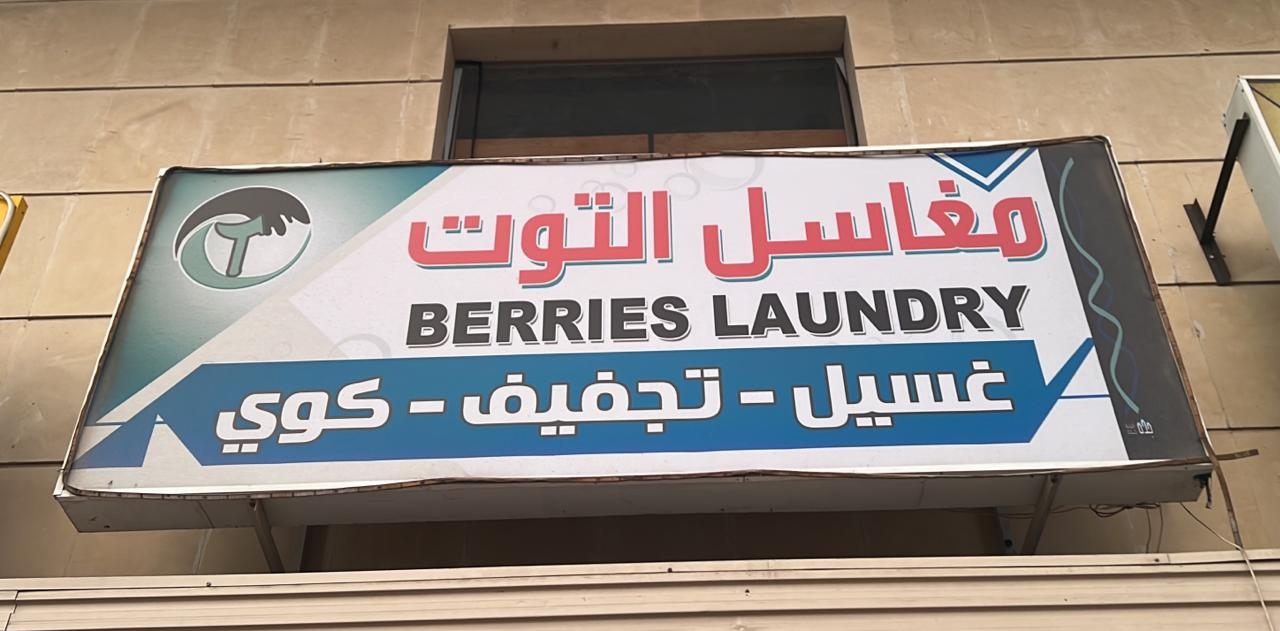 مغاسل التوت
BERRIES LAUNDRY
غسيل - تجفيف - كوي